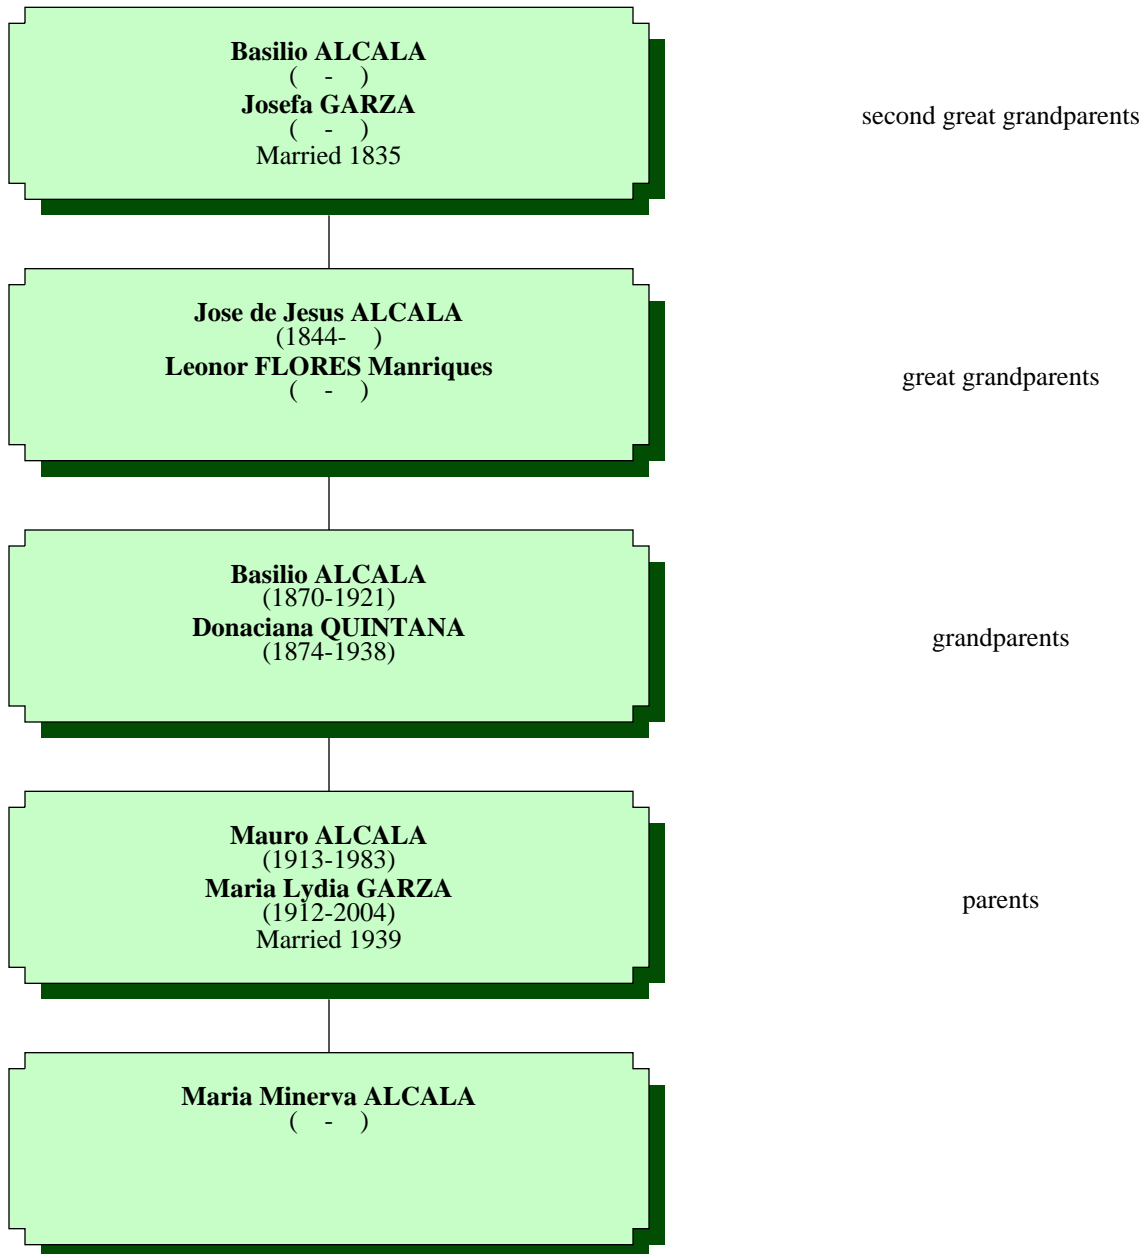 Basilio ALCALA
( - )
Josefa GARZA
( - )
Married 1835
second great grandparents
Jose de Jesus ALCALA
(1844- )
Leonor FLORES Manriques
( - )
great grandparents
Basilio ALCALA
(1870-1921)
Donaciana QUINTANA
(1874-1938)
grandparents
Mauro ALCALA
(1913-1983)
Maria Lydia GARZA
(1912-2004)
Married 1939
parents
Maria Minerva ALCALA
( - )